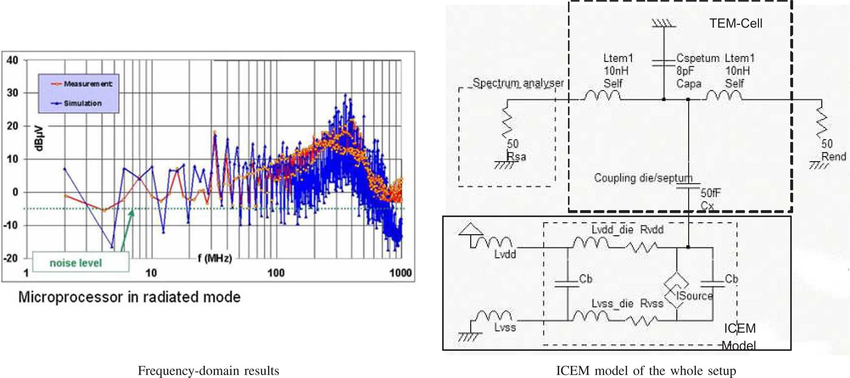 40
30
20
10
0
-10
-20
dBµV
Measurement
Simulation
noise level
f (MHz)
1
10
100
1000
Microprocessor in radiated mode
Frequency-domain results
TEM-Cell
Ltem1
10nH
Self
Cspetum
8pF
Capa
Ltem1
10nH
Self
Spectrum analyser
50
Rsa
50
Rend
Coupling die/septum
50fF
Cx
Lvdd
Lvdd_die Rvdd
Cb
ISource
Cb
Lvss
Lvss_die Rvss
ICEM
Model
ICEM model of the whole setup